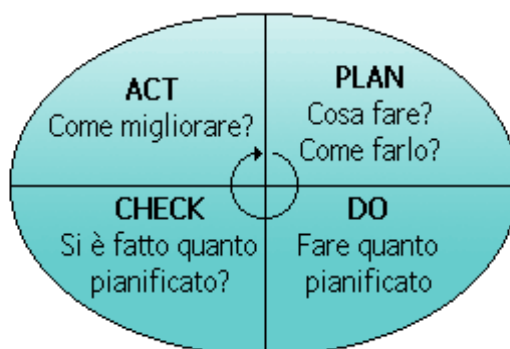 ACT
Come migliorare?
PLAN
Cosa fare?
Come farlo?
CHECK
Si è fatto quanto
pianificato?
DO
Fare quanto
pianificato